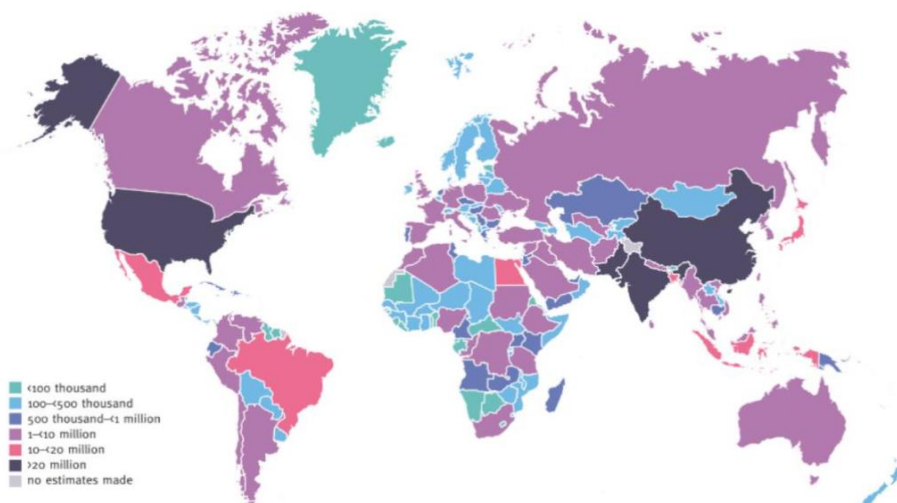 <100 thousand
100–<500 thousand
500 thousand–<1 million
1–<10 million
10–<20 million
>20 million
no estimates made